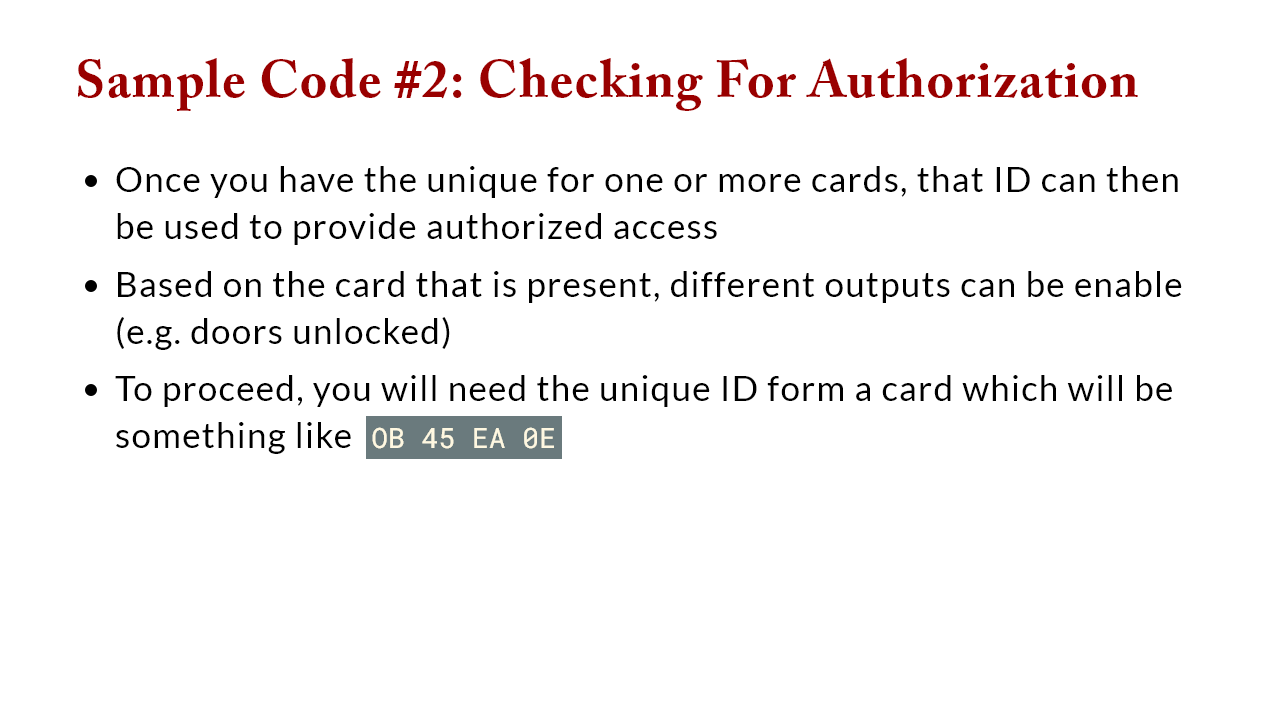 Sample Code #2: Checking For Authorization
• Once you have the unique for one or more cards, that ID can then
be used to provide authorized access
• Based on the card that is present, different outputs can be enable
(e.g. doors unlocked)
• To proceed, you will need the unique ID form a card which will be
something like OB 45 EA 0E